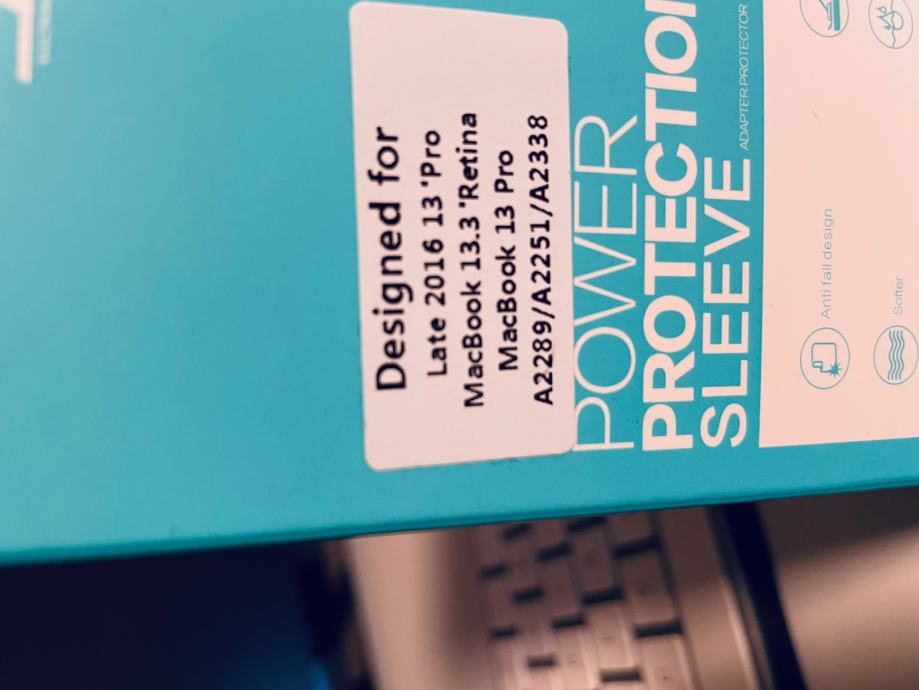 Designed for
Late 2016 13 'Pro
MacBook 13.3 'Retina
MacBook 13 Pro
A2289/A2251/A2338
POWER
PROTECTION
SLEEVE ADAPTER PROTECTOR
Anti fall design
Softer